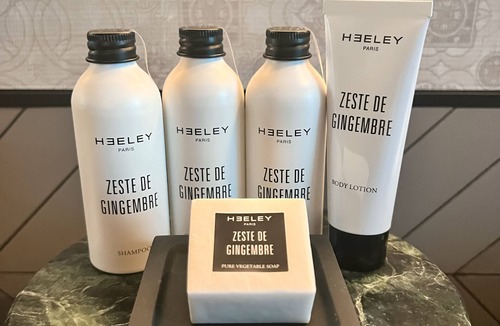 HEELEY
PARIS
ZESTE DE
GINGEMBRE
SHAMPOO
HEELEY
PARIS
ZESTE DE
GINGEMBRE
HEELEY
PARIS
ZESTE DE
GINGEMB
HEELEY
PARIS
ZESTE DE
GINGEMBRE
BODY LOTION
HEELEY
PARIS
ZESTE DE
GINGEMBRE
PURE VEGETABLE SOAP